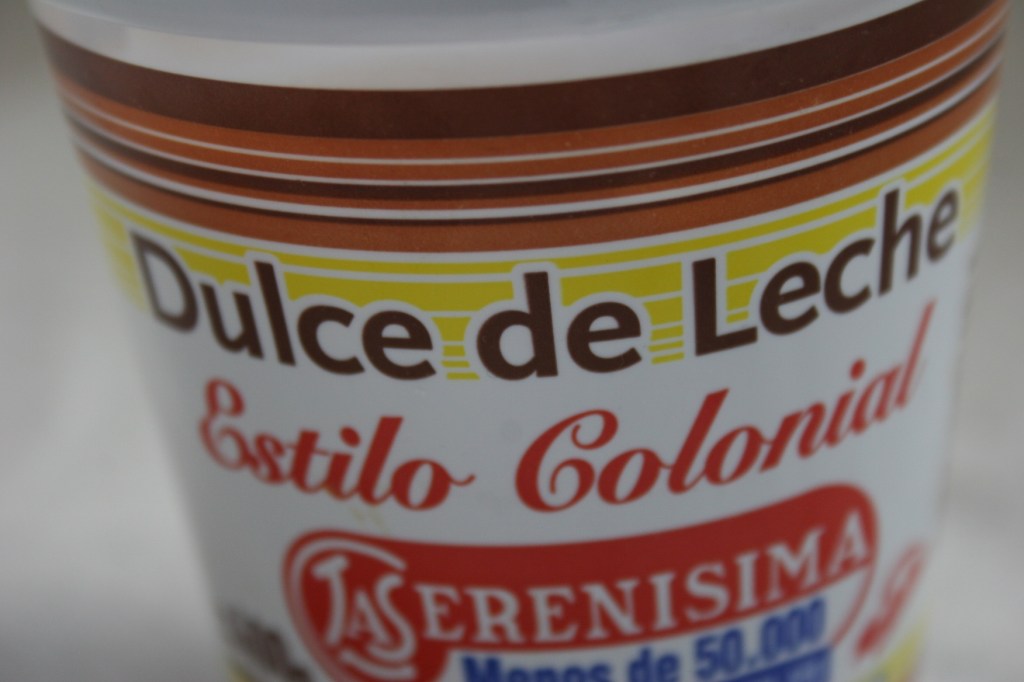 Dulce de Leche
Estilo Colonial
LA SERENISIMA
Menos de 50.000